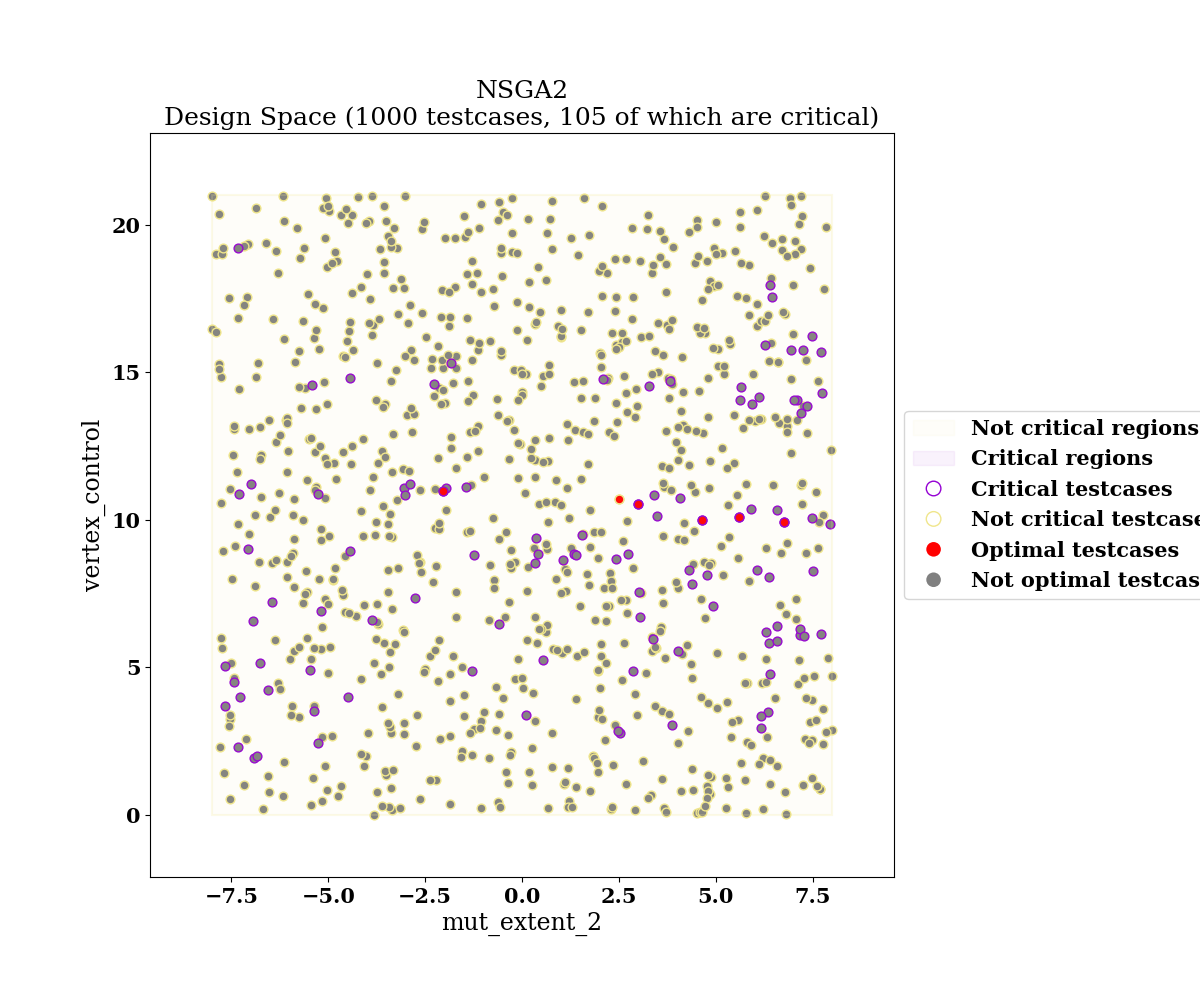 NSGA2
Design Space (1000 testcases, 105 of which are critical)
20
15
10
5
0
vertex_control
−7.5 −5.0 −2.5 0.0 2.5 5.0 7.5
mut_extent_2
Not critical regions
Critical regions
Critical testcases
Not critical testcase
Optimal testcases
Not optimal testcas